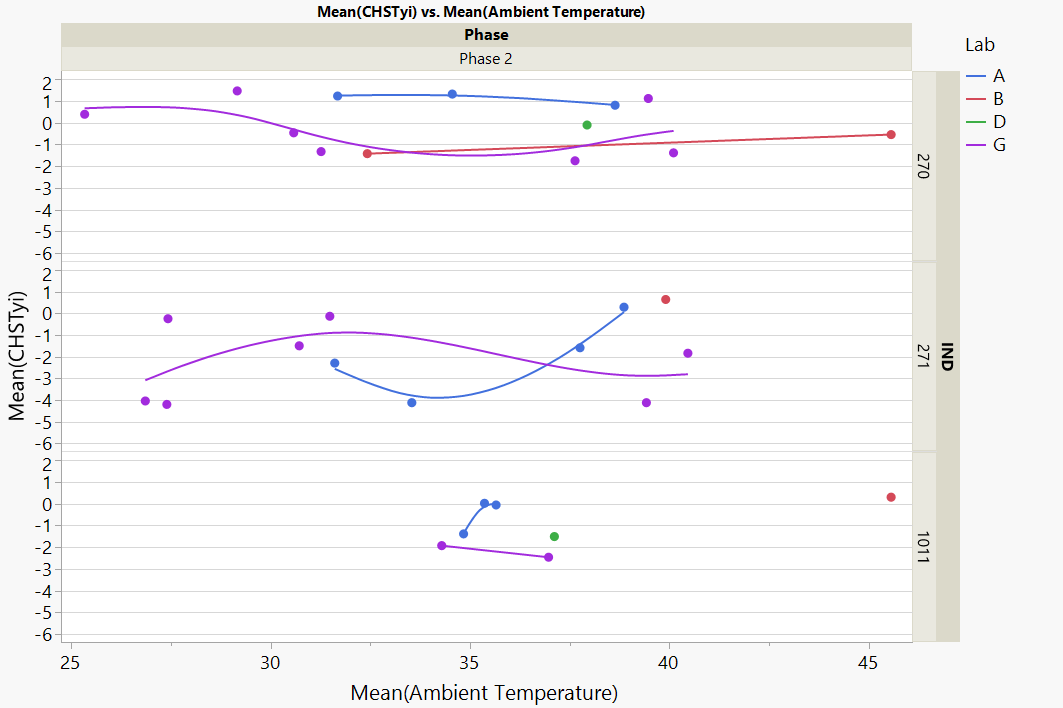 Mean(CHSTyi) vs. Mean(Ambient Temperature)
Phase
Phase 2
Lab
A
B
D
G
2
1
0
-1
-2
-3
-4
-5
-6
270
2
1
0
-1
-2
-3
-4
-5
-6
271
IND
Mean(CHSTyi)
2
1
0
-1
-2
-3
-4
-5
-6
1011
25 30 35 40 45
Mean(Ambient Temperature)